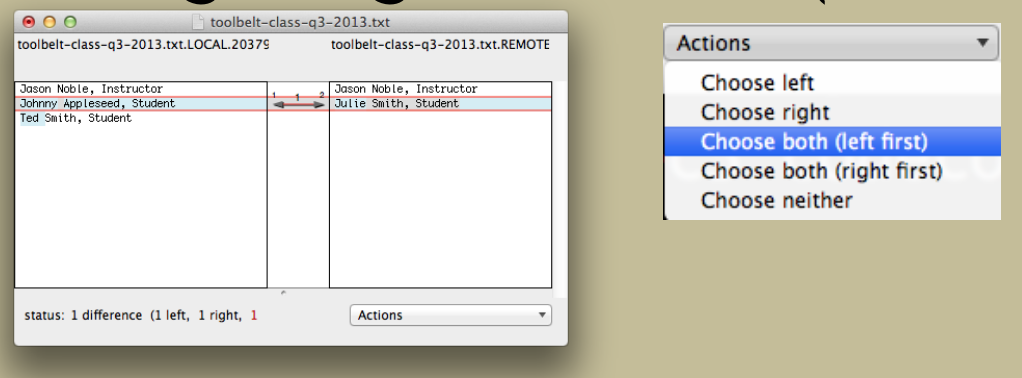 toolbelt-class-q3-2013.txt
toolbelt-class-q3-2013.txt.LOCAL.20379 toolbelt-class-q3-2013.txt.REMOTE
Jason Noble, Instructor 1 1 2 Jason Noble, Instructor
Johnny Appleseed, Student Julie Smith, Student
Ted Smith, Student
status: 1 difference (1 left, 1 right, 1 Actions
Actions
Choose left
Choose right
Choose both (left first)
Choose both (right first)
Choose neither